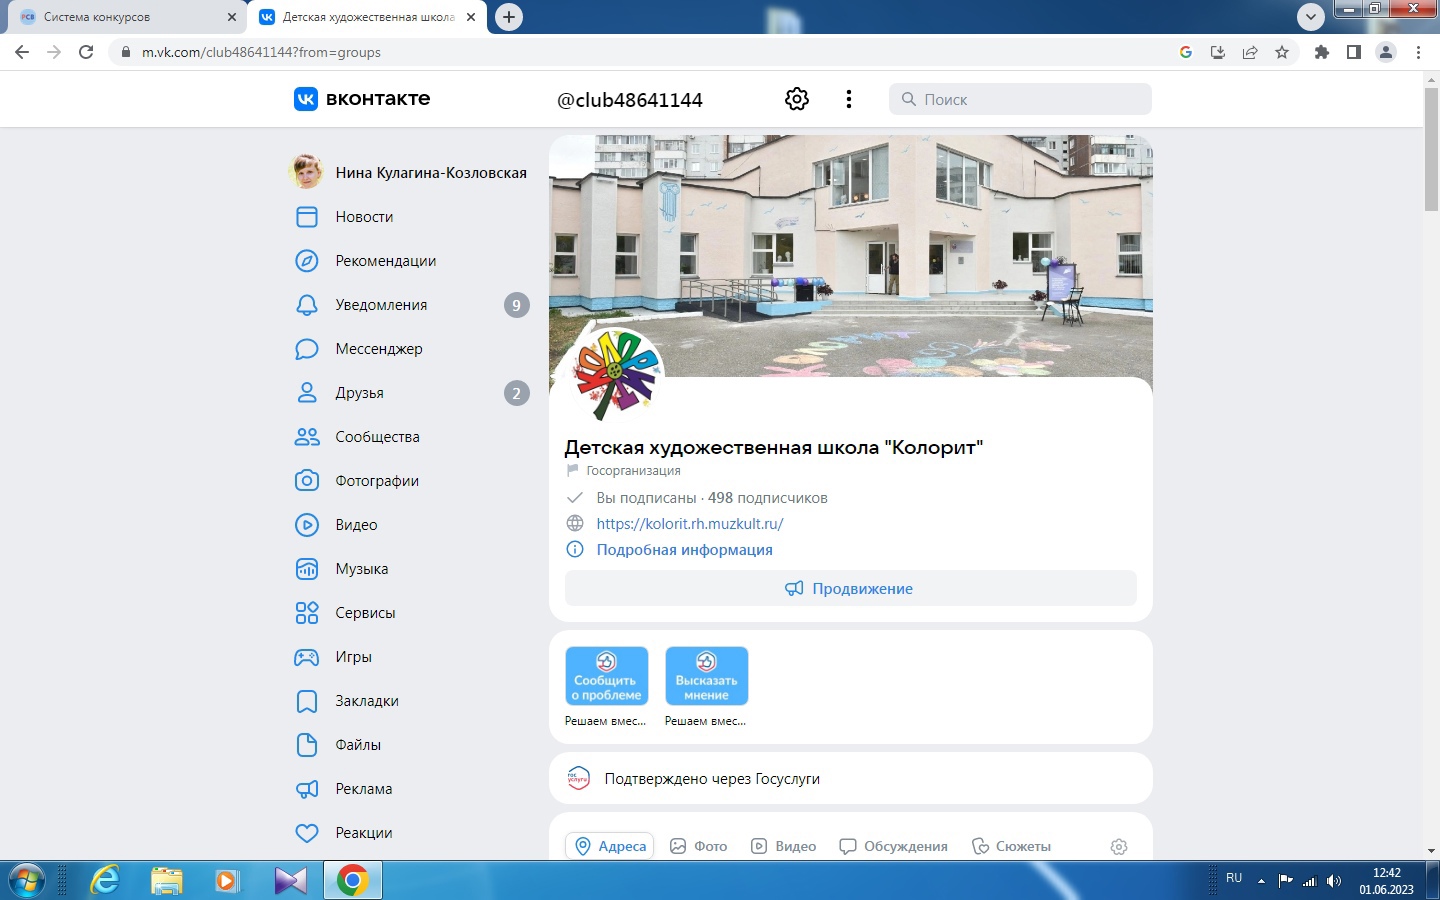 Система конкурсов
Детская художественная школа
m.vk.com/club48641144?from=groups
вконтакте
@club48641144
Поиск
Нина Кулагина-Козловская
Новости
Рекомендации
Уведомления 9
Мессенджер
Друзья 2
Сообщества
Фотографии
Видео
Музыка
Сервисы
Игры
Закладки
Файлы
Реклама
Реакции
КОЛОРИТ
Детская художественная школа "Колорит"
Госорганизация
Вы подписаны · 498 подписчиков
https://kolorit.rh.muzkult.ru/
Подробная информация
Продвижение
Сообщить
о проблеме
Решаем вмес...
Высказать
мнение
Решаем вмес...
гос
услуги
Подтверждено через Госуслуги
Адреса Фото Видео Обсуждения Сюжеты
RU
12:42
01.06.2023